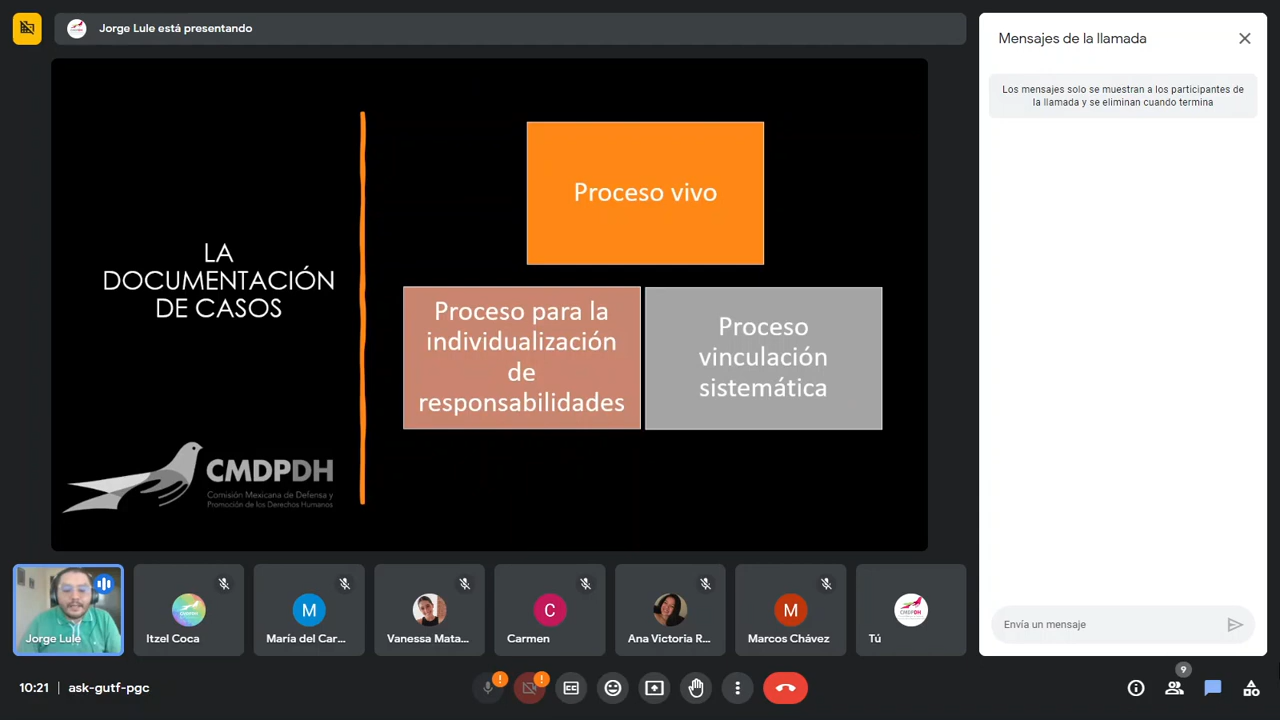 Jorge Lule está presentando
Mensajes de la llamada
Los mensajes solo se muestran a los participantes de
la llamada y se eliminan cuando termina
LA
DOCUMENTACIÓN
DE CASOS
Proceso vivo
Proceso para la
individualización
de
responsabilidades
Proceso
vinculación
sistemática
CMDPDH
Comisión Mexicana de Defensa y
Promoción de los Derechos Humanos
Jorge Lule
Itzel Coca
M
María del Car...
Vanessa Mata...
C
Carmen
Ana Victoria R...
M
Marcos Chávez
CMDPDH
Tú
Envía un mensaje
10:21 | ask-gutf-pgc
CC
9